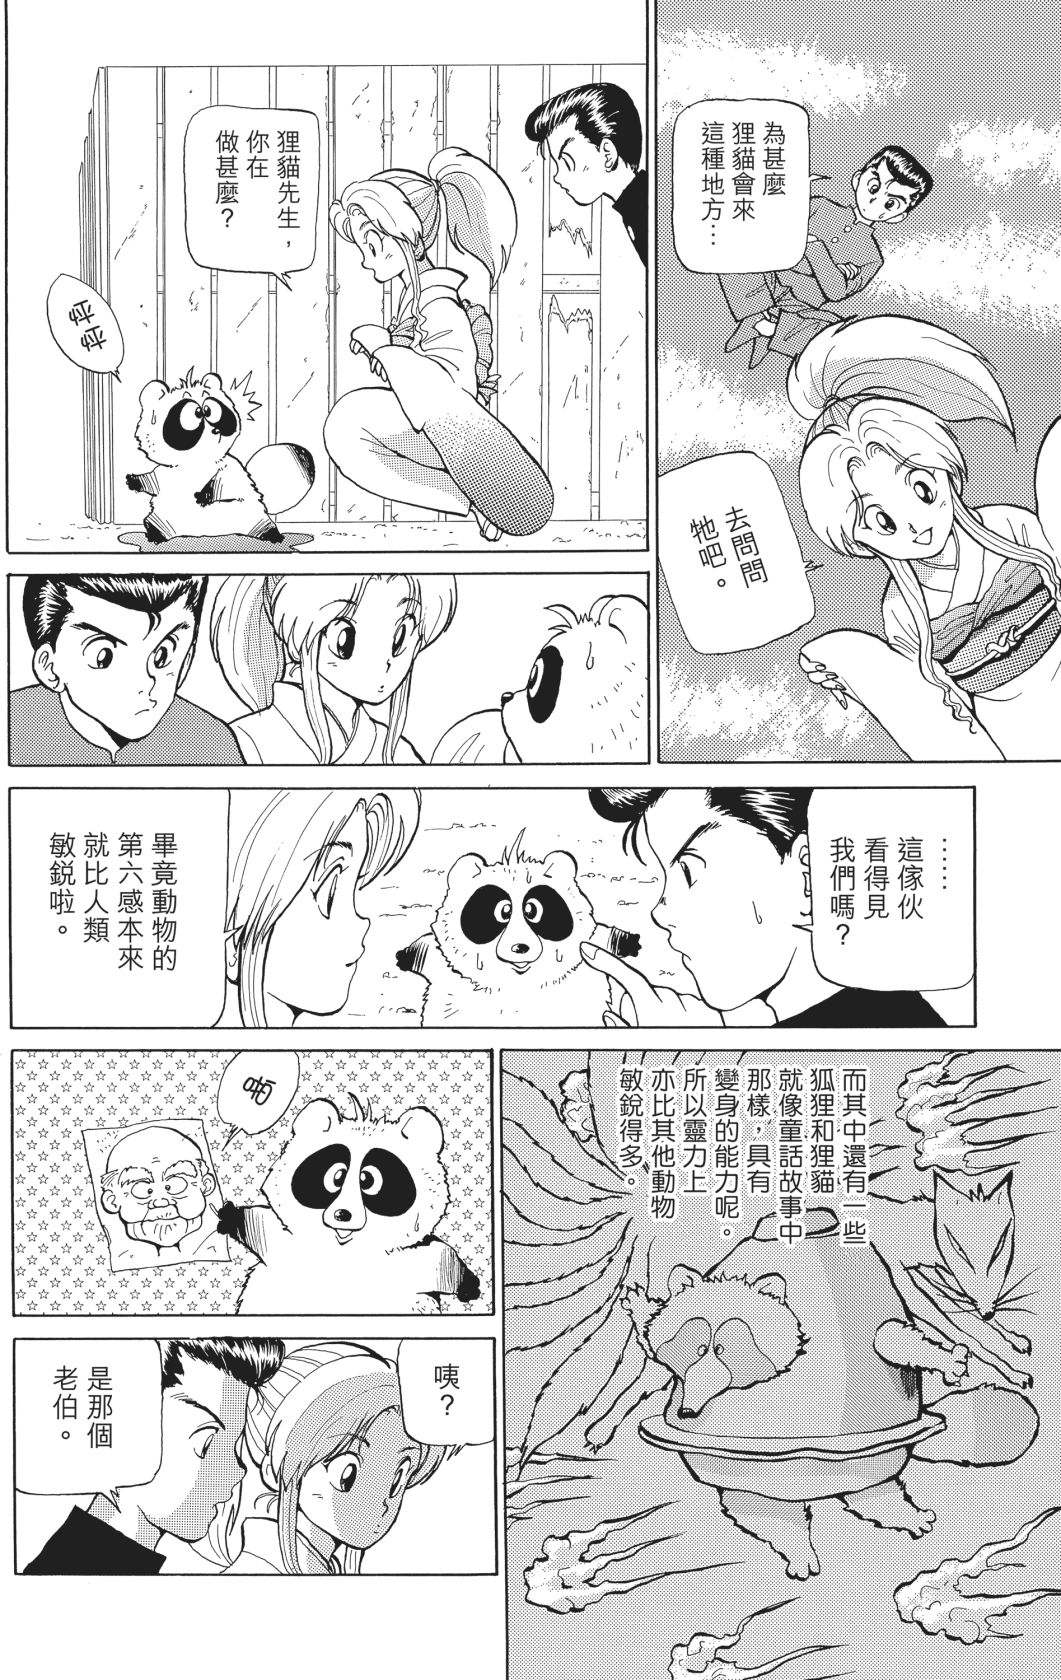 為甚麼
狸貓會來
這種地方…
去問問
牠吧。
狸貓先生，
你在
做甚麼？
哼哼
……
這傢伙
看得見
我們嗎？
畢竟動物的
第六感本來
就比人類
敏鋭啦。
而其中還有一些
狐狸和狸貓
就像童話故事中
那樣，具有
變身的能力呢。
所以靈力上
亦比其他動物
敏鋭得多。
咦？
是那個
老伯。